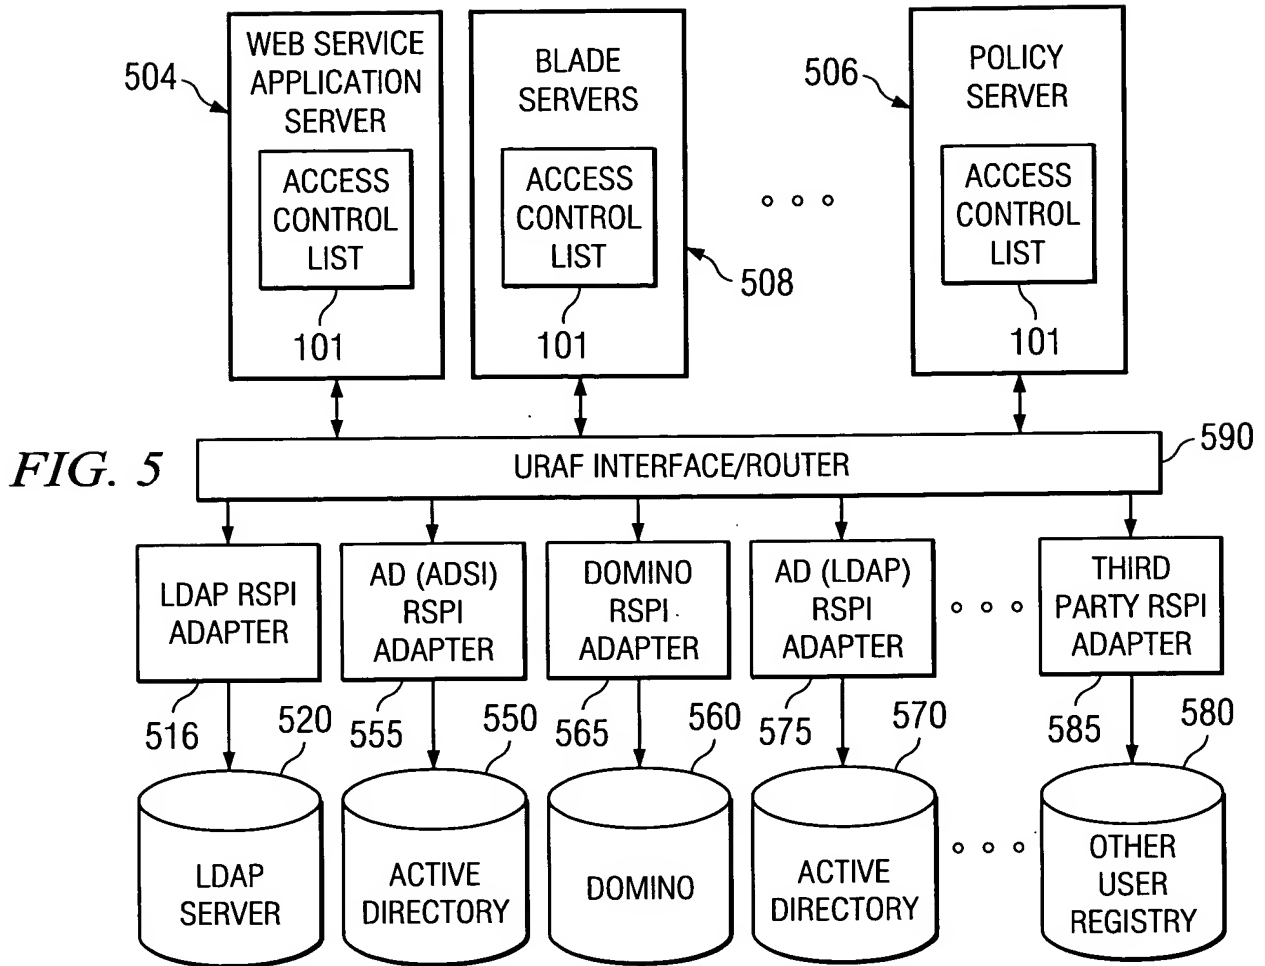 504
WEB SERVICE
APPLICATION
SERVER
ACCESS
CONTROL
LIST
101
BLADE
SERVERS
ACCESS
CONTROL
LIST
101
508
506
POLICY
SERVER
ACCESS
CONTROL
LIST
101
FIG. 5
URAF INTERFACE/ROUTER
590
LDAP RSPI
ADAPTER
516
AD (ADSI)
RSPI
ADAPTER
555
DOMINO
RSPI
ADAPTER
565
AD (LDAP)
RSPI
ADAPTER
575
THIRD
PARTY RSPI
ADAPTER
585
520
LDAP
SERVER
550
ACTIVE
DIRECTORY
560
DOMINO
570
ACTIVE
DIRECTORY
580
OTHER
USER
REGISTRY